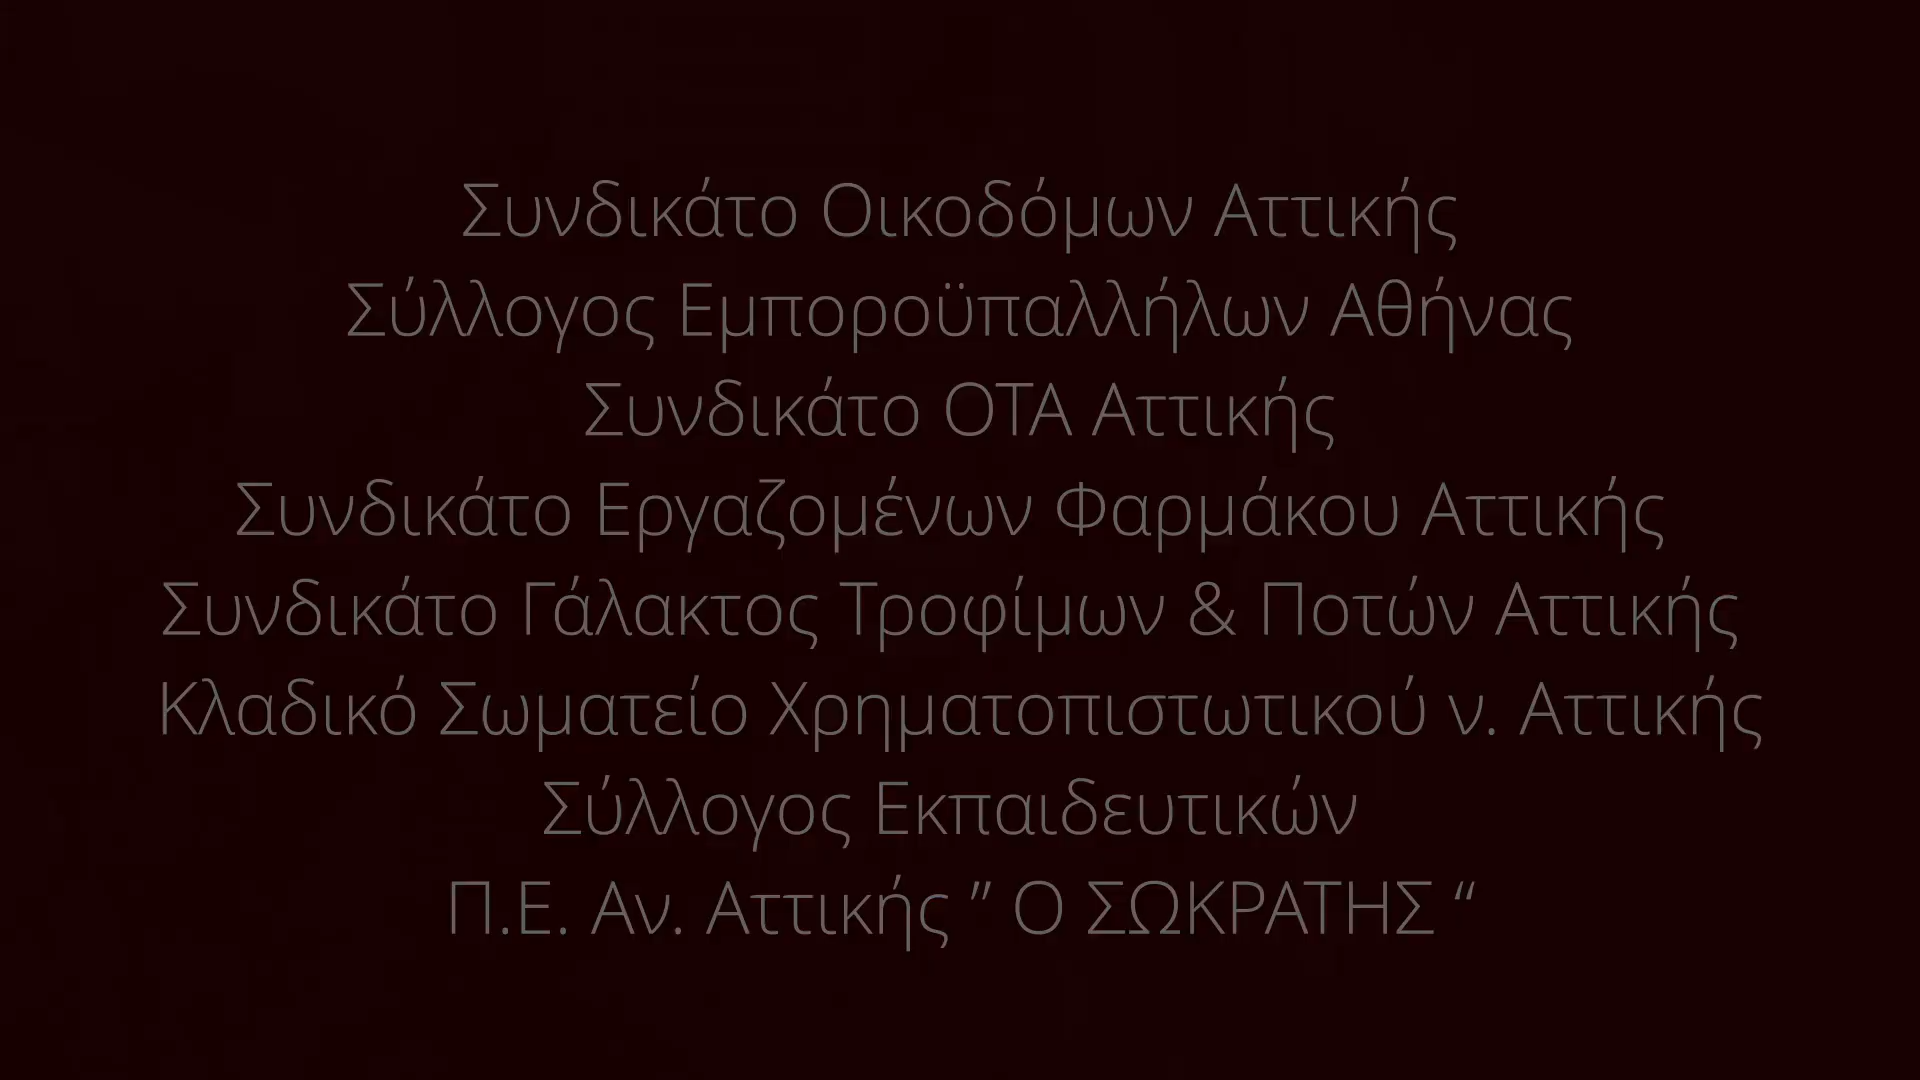 Συνδικάτο Οικοδόμων Αττικής
Σύλλογος Εμποροϋπαλλήλων Αθήνας
Συνδικάτο ΟΤΑ Αττικής
Συνδικάτο Εργαζομένων Φαρμάκου Αττικής
Συνδικάτο Γάλακτος Τροφίμων & Ποτών Αττικής
Κλαδικό Σωματείο Χρηματοπιστωτικού ν. Αττικής
Σύλλογος Εκπαιδευτικών
Π.Ε. Αν. Αττικής ” Ο ΣΩΚΡΑΤΗΣ “